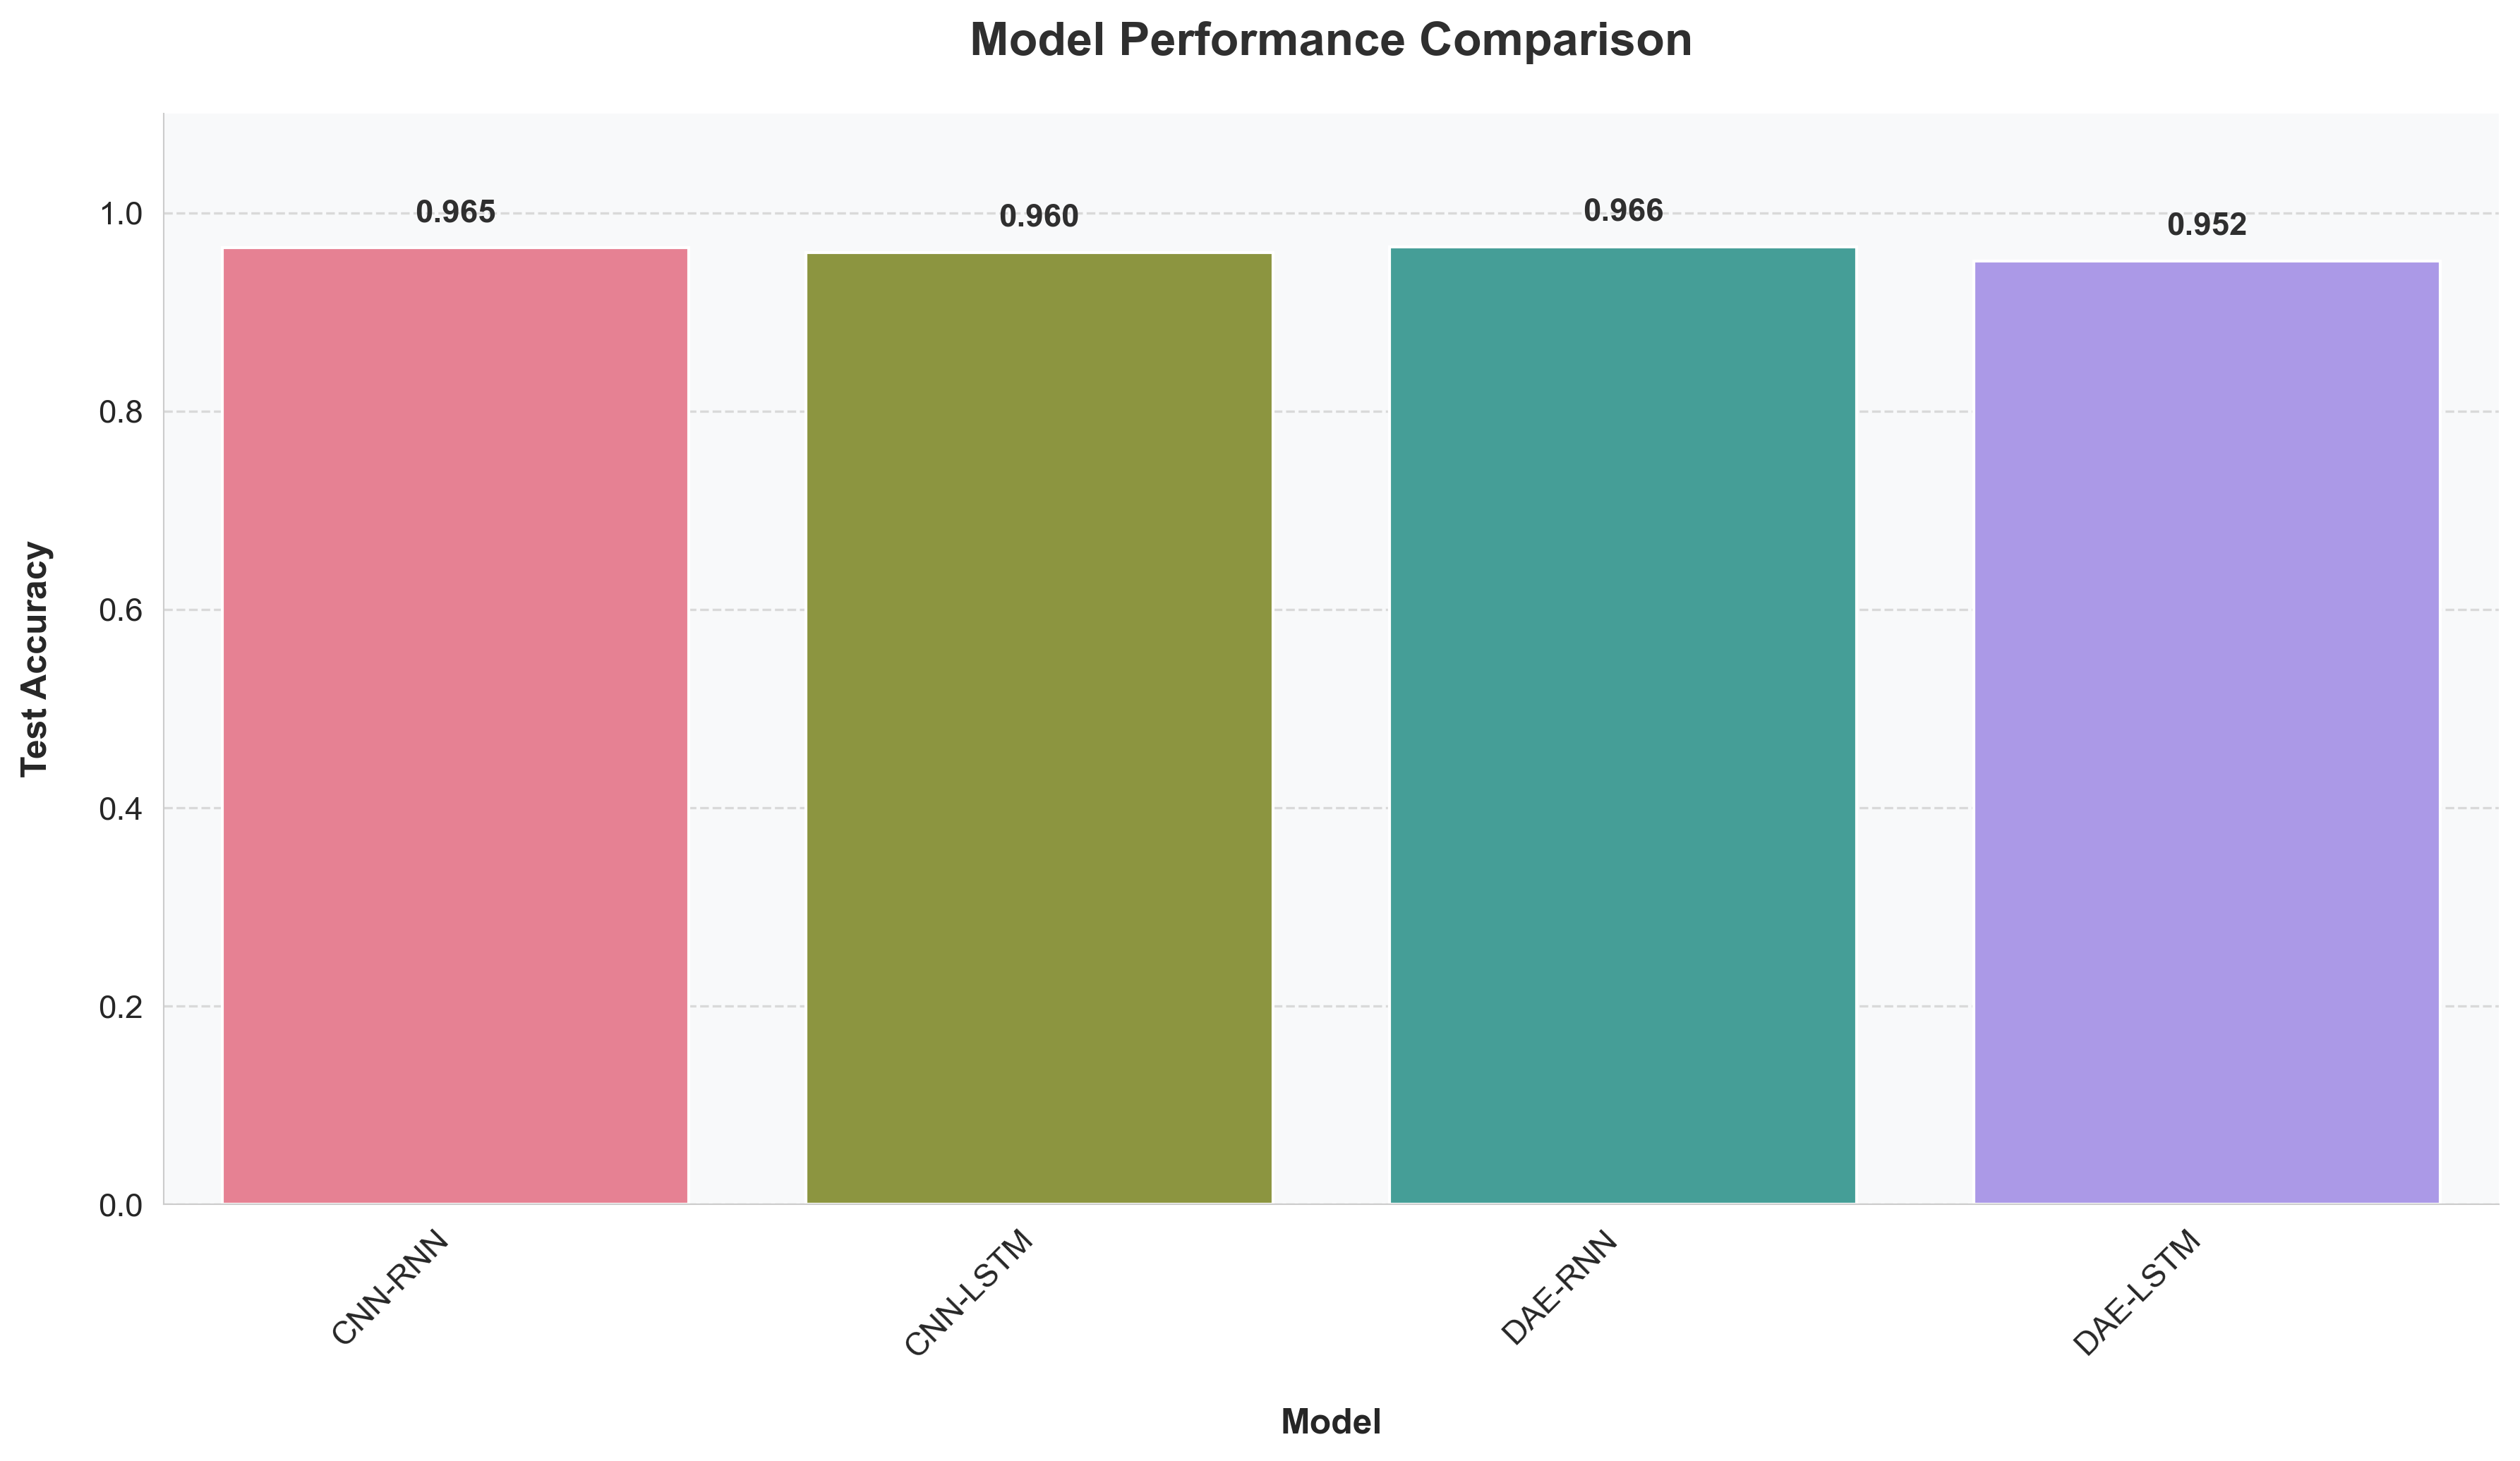 Model Performance Comparison
Test Accuracy
1.0
0.8
0.6
0.4
0.2
0.0
0.965
0.960
0.966
0.952
CNN-RNN
CNN-LSTM
DAE-RNN
DAE-LSTM
Model